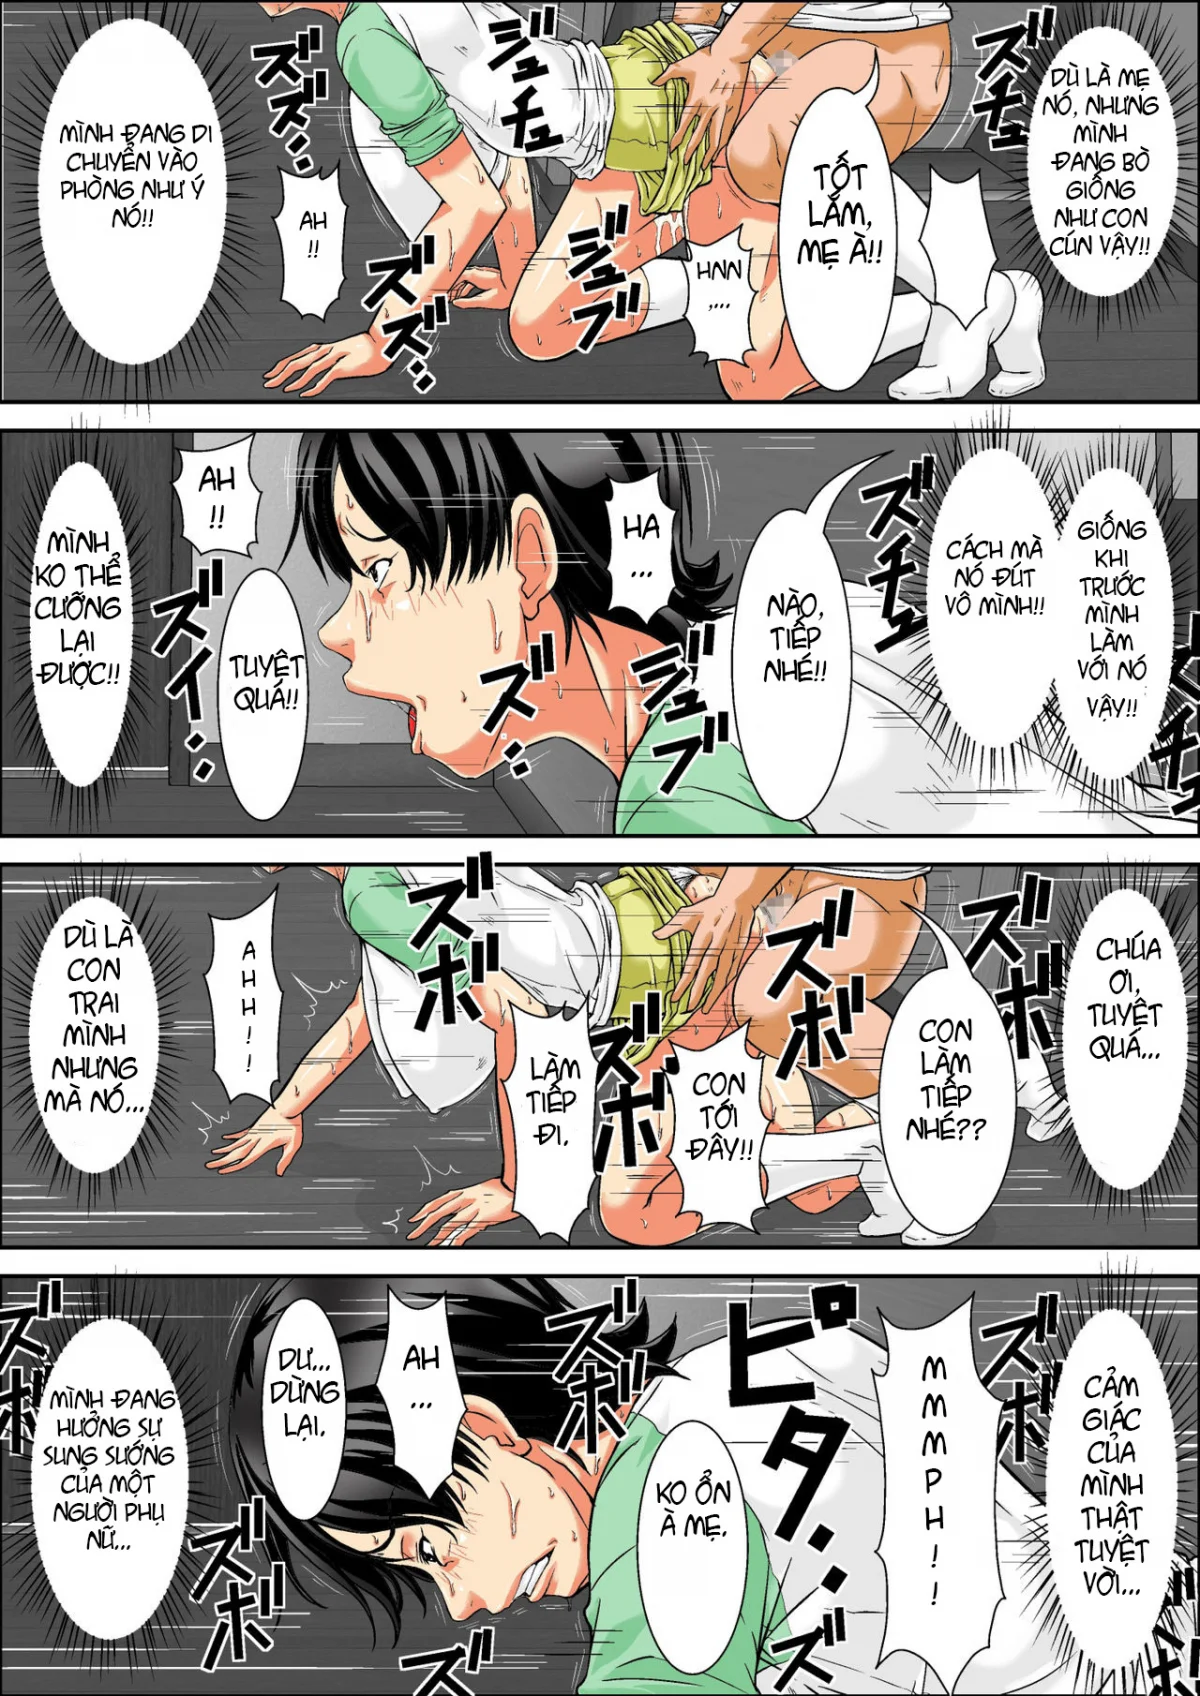 DÙ LÀ MẸ
NÓ, NHƯNG
MÌNH
ĐANG BÒ
GIỐNG
NHƯ CON
CÚN VẬY!!
ジュ
チュ
TỐT
LẮM,
MẸ À!!
HNN
,....
ジュ
チュ
ジュ
ブ
ズ
ズ
AH
!!
ズ
ズ
MÌNH ĐANG DI
CHUYỂN VÀO
PHÒNG NHƯ Ý
NÓ!!
GIỐNG
KHI
TRƯỚC
MÌNH
LÀM
VỚI NÓ
VẬY!!
CÁCH MÀ
NÓ ĐÚT
VÔ MÌNH!!
ズ
チュ
NÀO,
TIẾP
NHÉ!!
ジュ
ブ
HA
...
ズ
ズ
AH
!!
TUYỆT
QUÁ!!
ズ
イ
MÌNH
KO THỂ
CƯỠNG
LẠI
ĐƯỢC!!
CHÚA
ƠI,
TUYỆT
QUÁ...
ズ
ボ
CON
LÀM
TIẾP
NHÉ??
CON
TỚI
ĐÂY!!
ズ
ボ
LÀM
TIẾP
ĐI.
ズ
ボ
AHH!!
DÙ LÀ
CON
TRAI
MÌNH
NHƯNG
MÀ NÓ...
CẢM
GIÁC
CỦA
MÌNH
THẬT
TUYỆT
VỜI...
ズボ
MMMPH!!
ピタ
KO ỔN
À MẸ,
ズボ
AH
...
DƯ...
DỪNG
LẠI,
ズボ
ズボ
MÌNH ĐANG
HƯỞNG SỰ
SUNG SƯỚNG
CỦA MỘT
NGƯỜI PHỤ
NỮ...